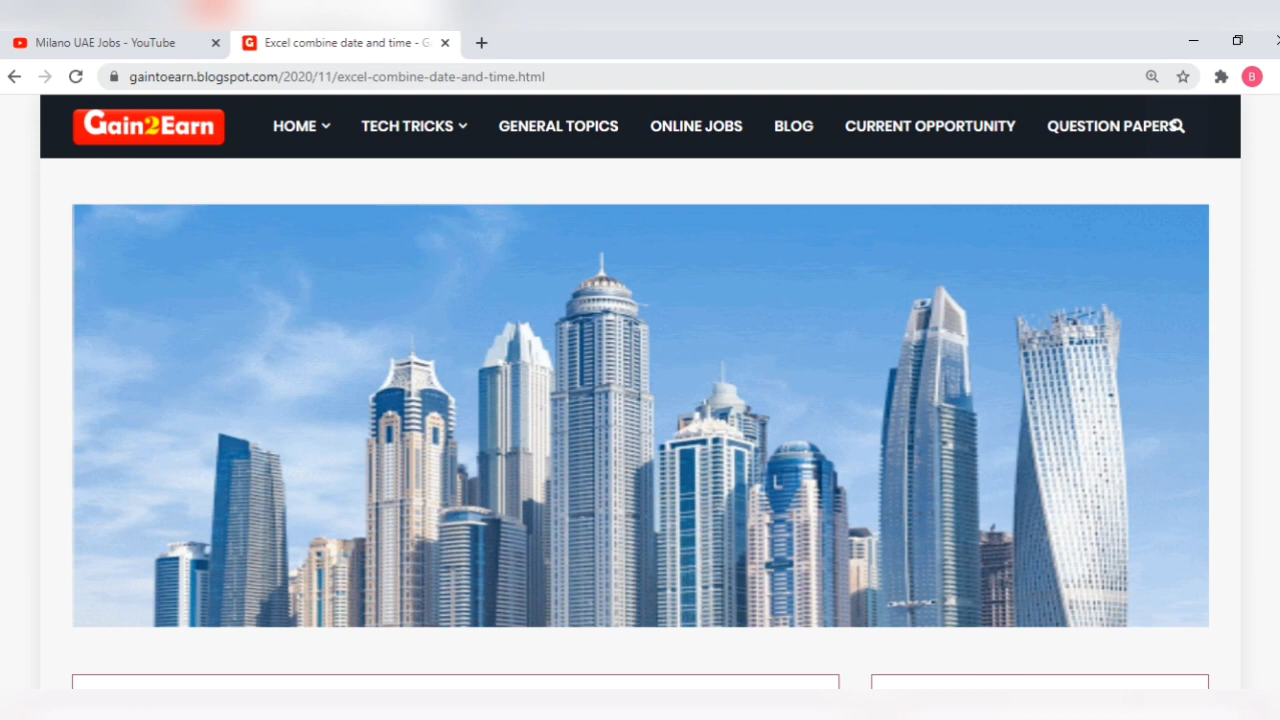 Milano UAE Jobs - YouTube
Excel combine date and time - G
gaintoearn.blogspot.com/2020/11/excel-combine-date-and-time.html
B
Gain2Earn
HOME TECH TRICKS GENERAL TOPICS ONLINE JOBS BLOG CURRENT OPPORTUNITY QUESTION PAPERS